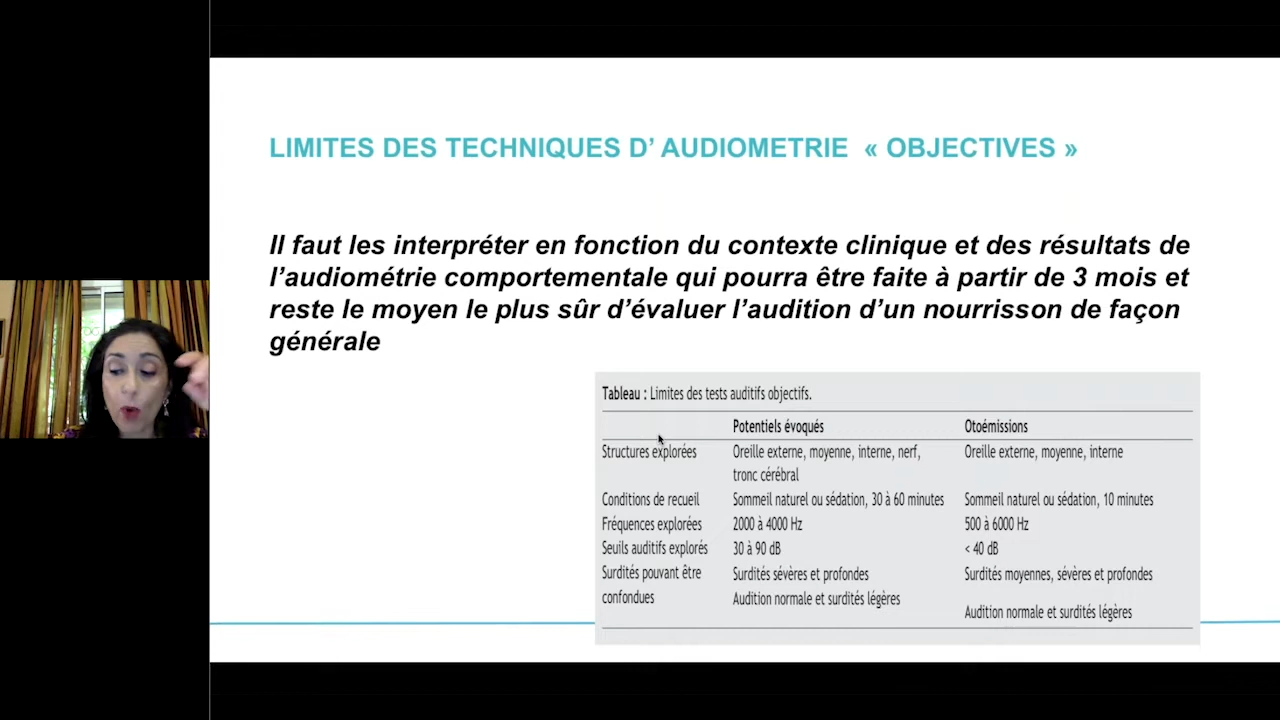 LIMITES DES TECHNIQUES D’ AUDIOMETRIE « OBJECTIVES »
Il faut les interpréter en fonction du contexte clinique et des résultats de
l’audiométrie comportementale qui pourra être faite à partir de 3 mois et
reste le moyen le plus sûr d’évaluer l’audition d’un nourrisson de façon
générale
Tableau : Limites des tests auditifs objectifs.
Potentiels évoqués Otoémissions
Structures explorées Oreille externe, moyenne, interne, nerf, Oreille externe, moyenne, interne
tronc cérébral
Conditions de recueil Sommeil naturel ou sédation, 30 à 60 minutes Sommeil naturel ou sédation, 10 minutes
Fréquences explorées 2000 à 4000 Hz 500 à 6000 Hz
Seuils auditifs explorés 30 à 90 dB < 40 dB
Surdités pouvant être Surdités sévères et profondes Surdités moyennes, sévères et profondes
confondues Audition normale et surdités légères
Audition normale et surdités légères